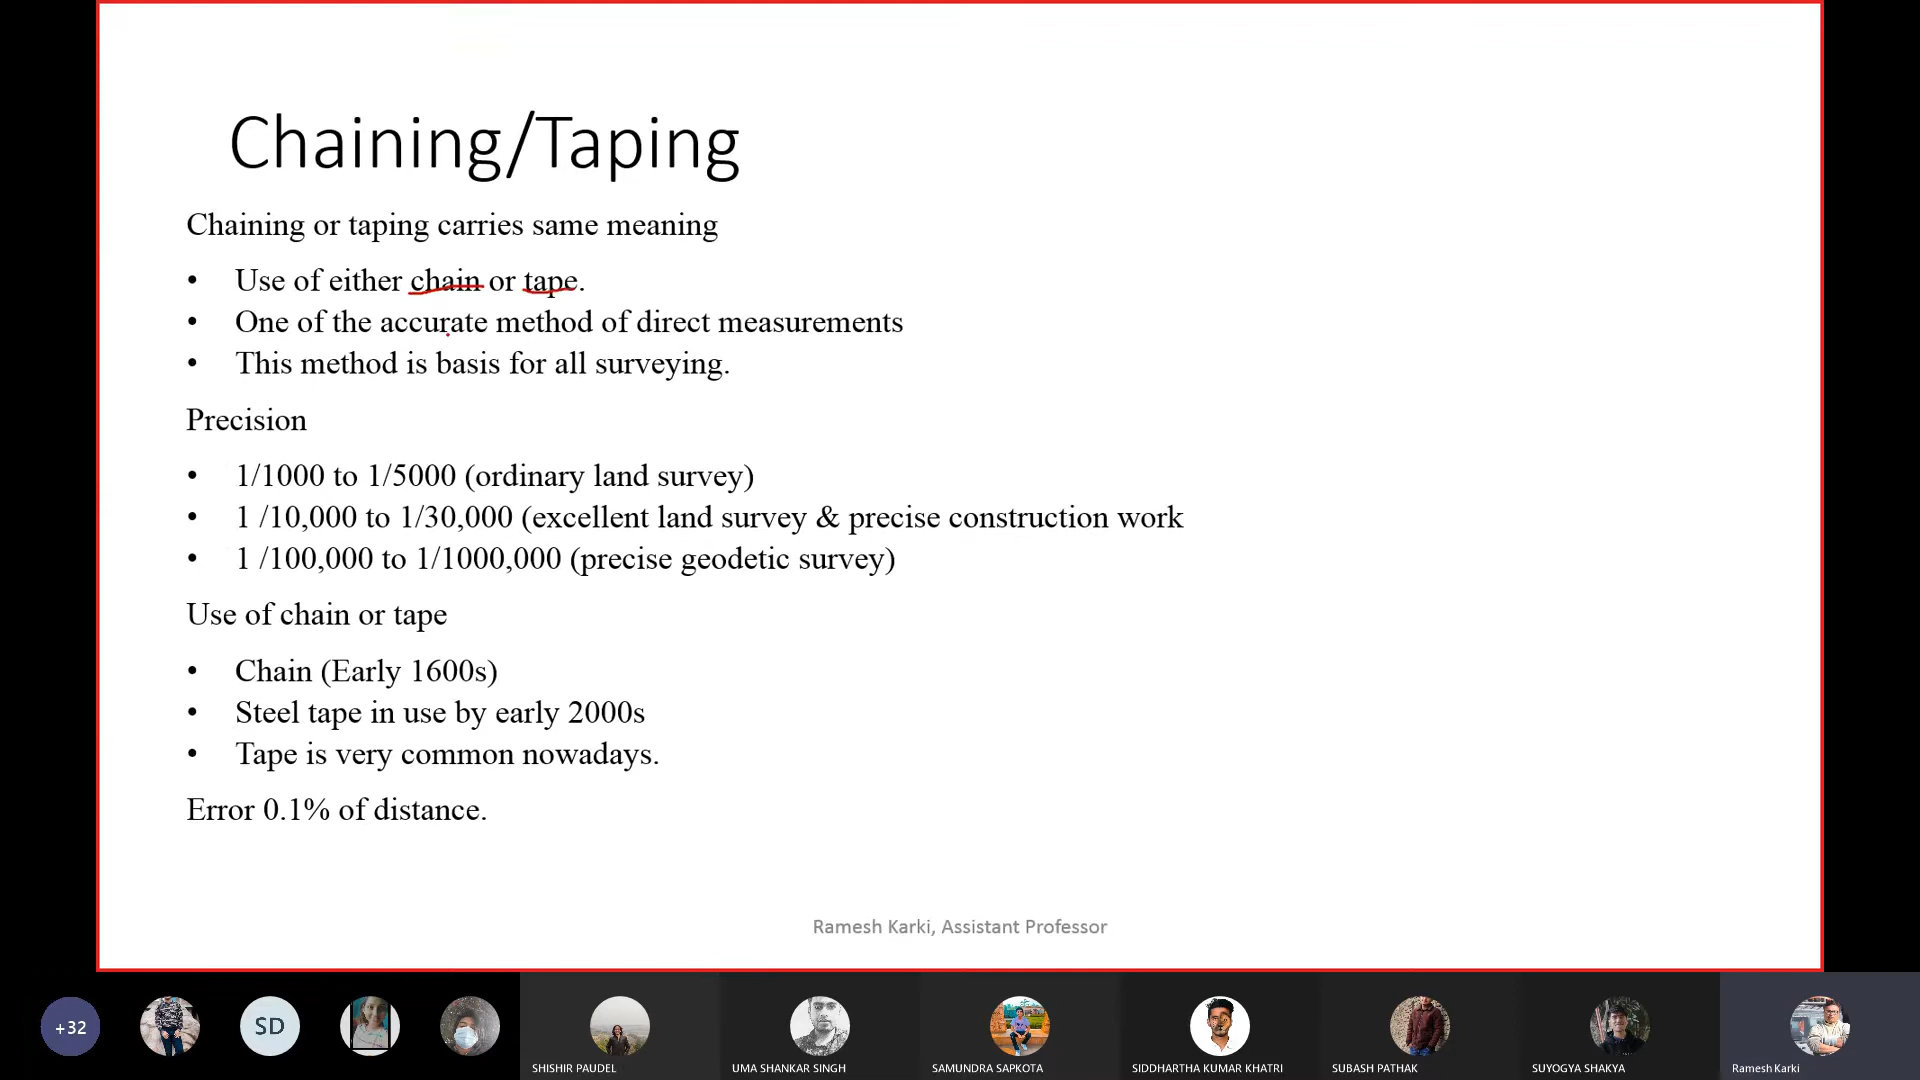 Chaining/Taping
Chaining or taping carries same meaning
• Use of either chain or tape.
• One of the accurate method of direct measurements
• This method is basis for all surveying.
Precision
• 1/1000 to 1/5000 (ordinary land survey)
• 1 /10,000 to 1/30,000 (excellent land survey & precise construction work
• 1 /100,000 to 1/1000,000 (precise geodetic survey)
Use of chain or tape
• Chain (Early 1600s)
• Steel tape in use by early 2000s
• Tape is very common nowadays.
Error 0.1% of distance.
Ramesh Karki, Assistant Professor
+32
SD
SHISHIR PAUDEL
UMA SHANKAR SINGH
SAMUNDRA SAPKOTA
SIDDHARTHA KUMAR KHATRI
SUBASH PATHAK
SUYOGYA SHAKYA
Ramesh Karki